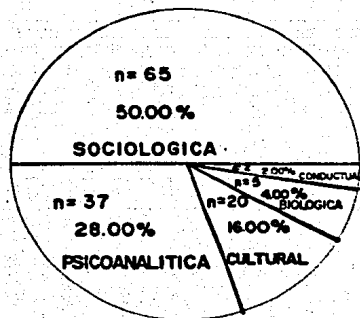 n= 65
50.00%
SOCIOLOGICA
2.00% CONDUCTUAL
n=5
4.00%
BIOLOGICA
n=20
16.00%
CULTURAL
n= 37
28.00%
PSICOANALITICA